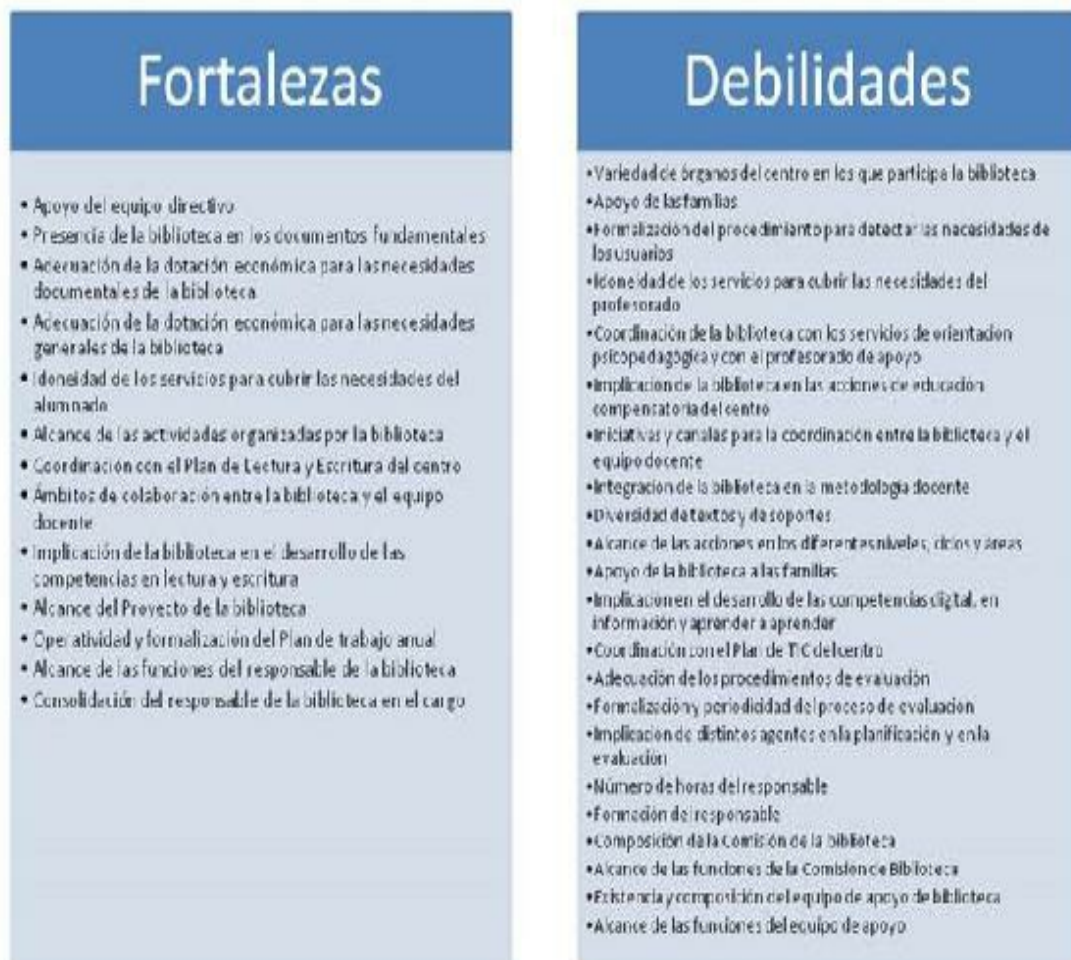 Fortalezas
• Apoyo del equipo directivo
• Presencia de la biblioteca en los documentos fundamentales
• Adecuación de la dotación económica para las necesidades
documentales de la biblioteca
• Adecuación de la dotación económica para las necesidades
generales de la biblioteca
• Idoneidad de los servicios para cubrir las necesidades del
alumnado
• Alcance de las actividades organizadas por la biblioteca
• Coordinación con el Plan de Lectura y Escritura del centro
• Ámbitos de colaboración entre la biblioteca y el equipo
docente
• Implicación de la biblioteca en el desarrollo de las
competencias en lectura y escritura
• Alcance del Proyecto de la biblioteca
• Operatividad y formalización del Plan de trabajo anual
• Alcance de las funciones del responsable de la biblioteca
• Consolidación del responsable de la biblioteca en el cargo
Debilidades
• Variedad de órganos del centro en los que participa la biblioteca
• Apoyo de las familias
• Formalización del procedimiento para detectar las necesidades de
los usuarios
• Idoneidad de los servicios para cubrir las necesidades del
profesorado
• Coordinación de la biblioteca con los servicios de orientación
psicopedagógica y con el profesorado de apoyo
• Implicación de la biblioteca en las acciones de educación
compensatoria del centro
• Iniciativas y canales para la coordinación entre la biblioteca y el
equipo docente
• Integración de la biblioteca en la metodología docente
• Diversidad de textos y de soportes
• Alcance de las acciones en los diferentes niveles, ciclos y áreas
• Apoyo de la biblioteca a las familias
• Implicación en el desarrollo de las competencias digital, en
información y aprender a aprender
• Coordinación con el Plan de TIC del centro
• Adecuación de los procedimientos de evaluación
• Formalización y periodicidad del proceso de evaluación
• Implicación de distintos agentes en la planificación y en la
evaluación
• Número de horas del responsable
• Formación del responsable
• Composición de la Comisión de la biblioteca
• Alcance de las funciones de la Comisión de Biblioteca
• Existencia y composición del equipo de apoyo de biblioteca
• Alcance de las funciones del equipo de apoyo